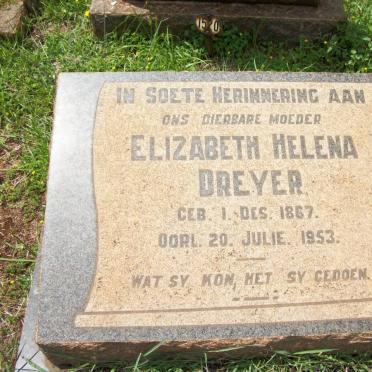 1520
IN SOETE HERINNERING AAN
ONS DIERBARE MOEDER
ELIZABETH HELENA
DREYER
GEB. 1. DES. 1867.
OORL. 20. JULIE. 1953.
WAT SY KON, HET SY GEDOEN.